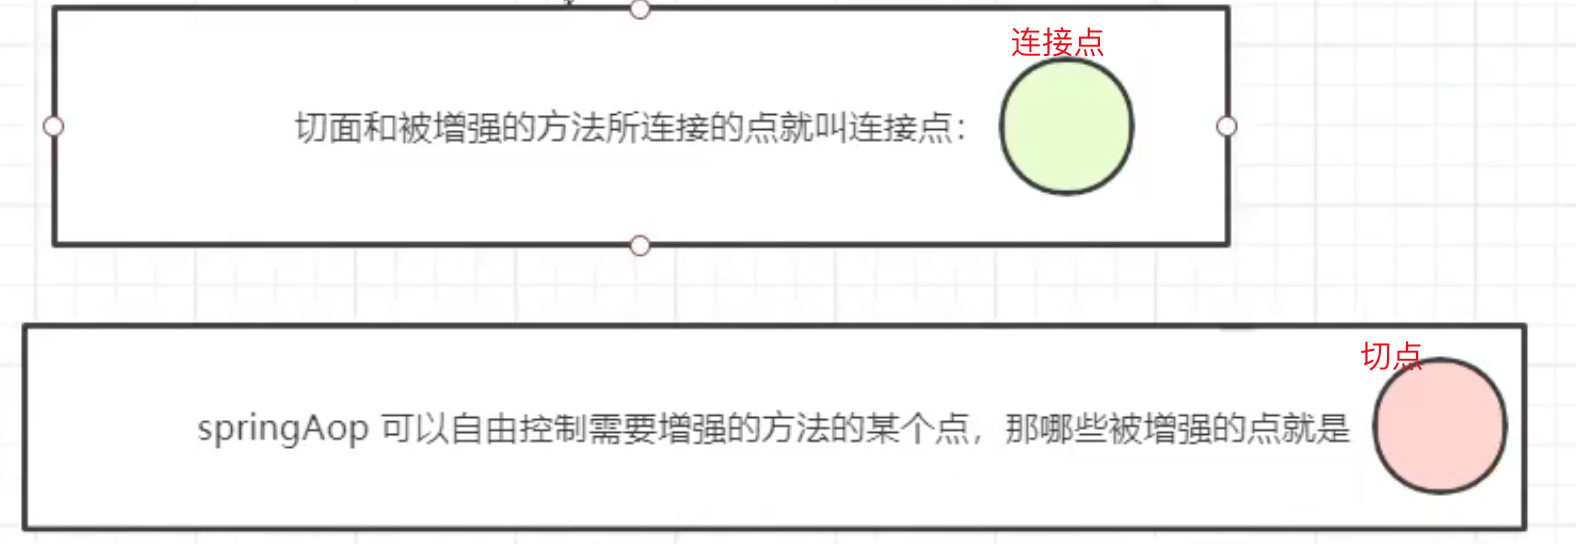 连接点
切面和被增强的方法所连接的点就叫连接点：
切点
springAop 可以自由控制需要增强的方法的某个点，那哪些被增强的点就是